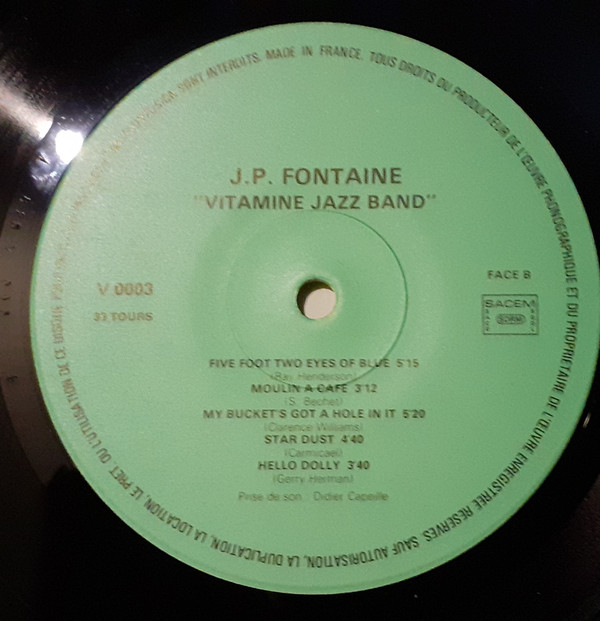 J.P. FONTAINE
"VITAMINE JAZZ BAND"
V 0003
33 TOURS
FACE B
SACEM
FIVE FOOT TWO EYES OF BLUE 5'15
(Ray Henderson)
MOULIN A CAFE 3'12
(S. Bechet)
MY BUCKET'S GOT A HOLE IN IT 5'20
(Clarence Williams)
STAR DUST 4'40
(Carmicael)
HELLO DOLLY 3'40
(Gerry Herman)
Prise de son : Didier Capeille
MADE IN FRANCE. TOUS DROITS DU PRODUCTEUR DE L'ŒUVRE PHONOGRAPHIQUE ET DU PROPRIETAIRE DE L'ŒUVRE ENREGISTREE RESERVES. SAUF AUTORISATION, LA DUPLICATION, LA LOCATION, LE PRET, OU L'UTILISATION DE CE DISQUE SONT INTERDITS.